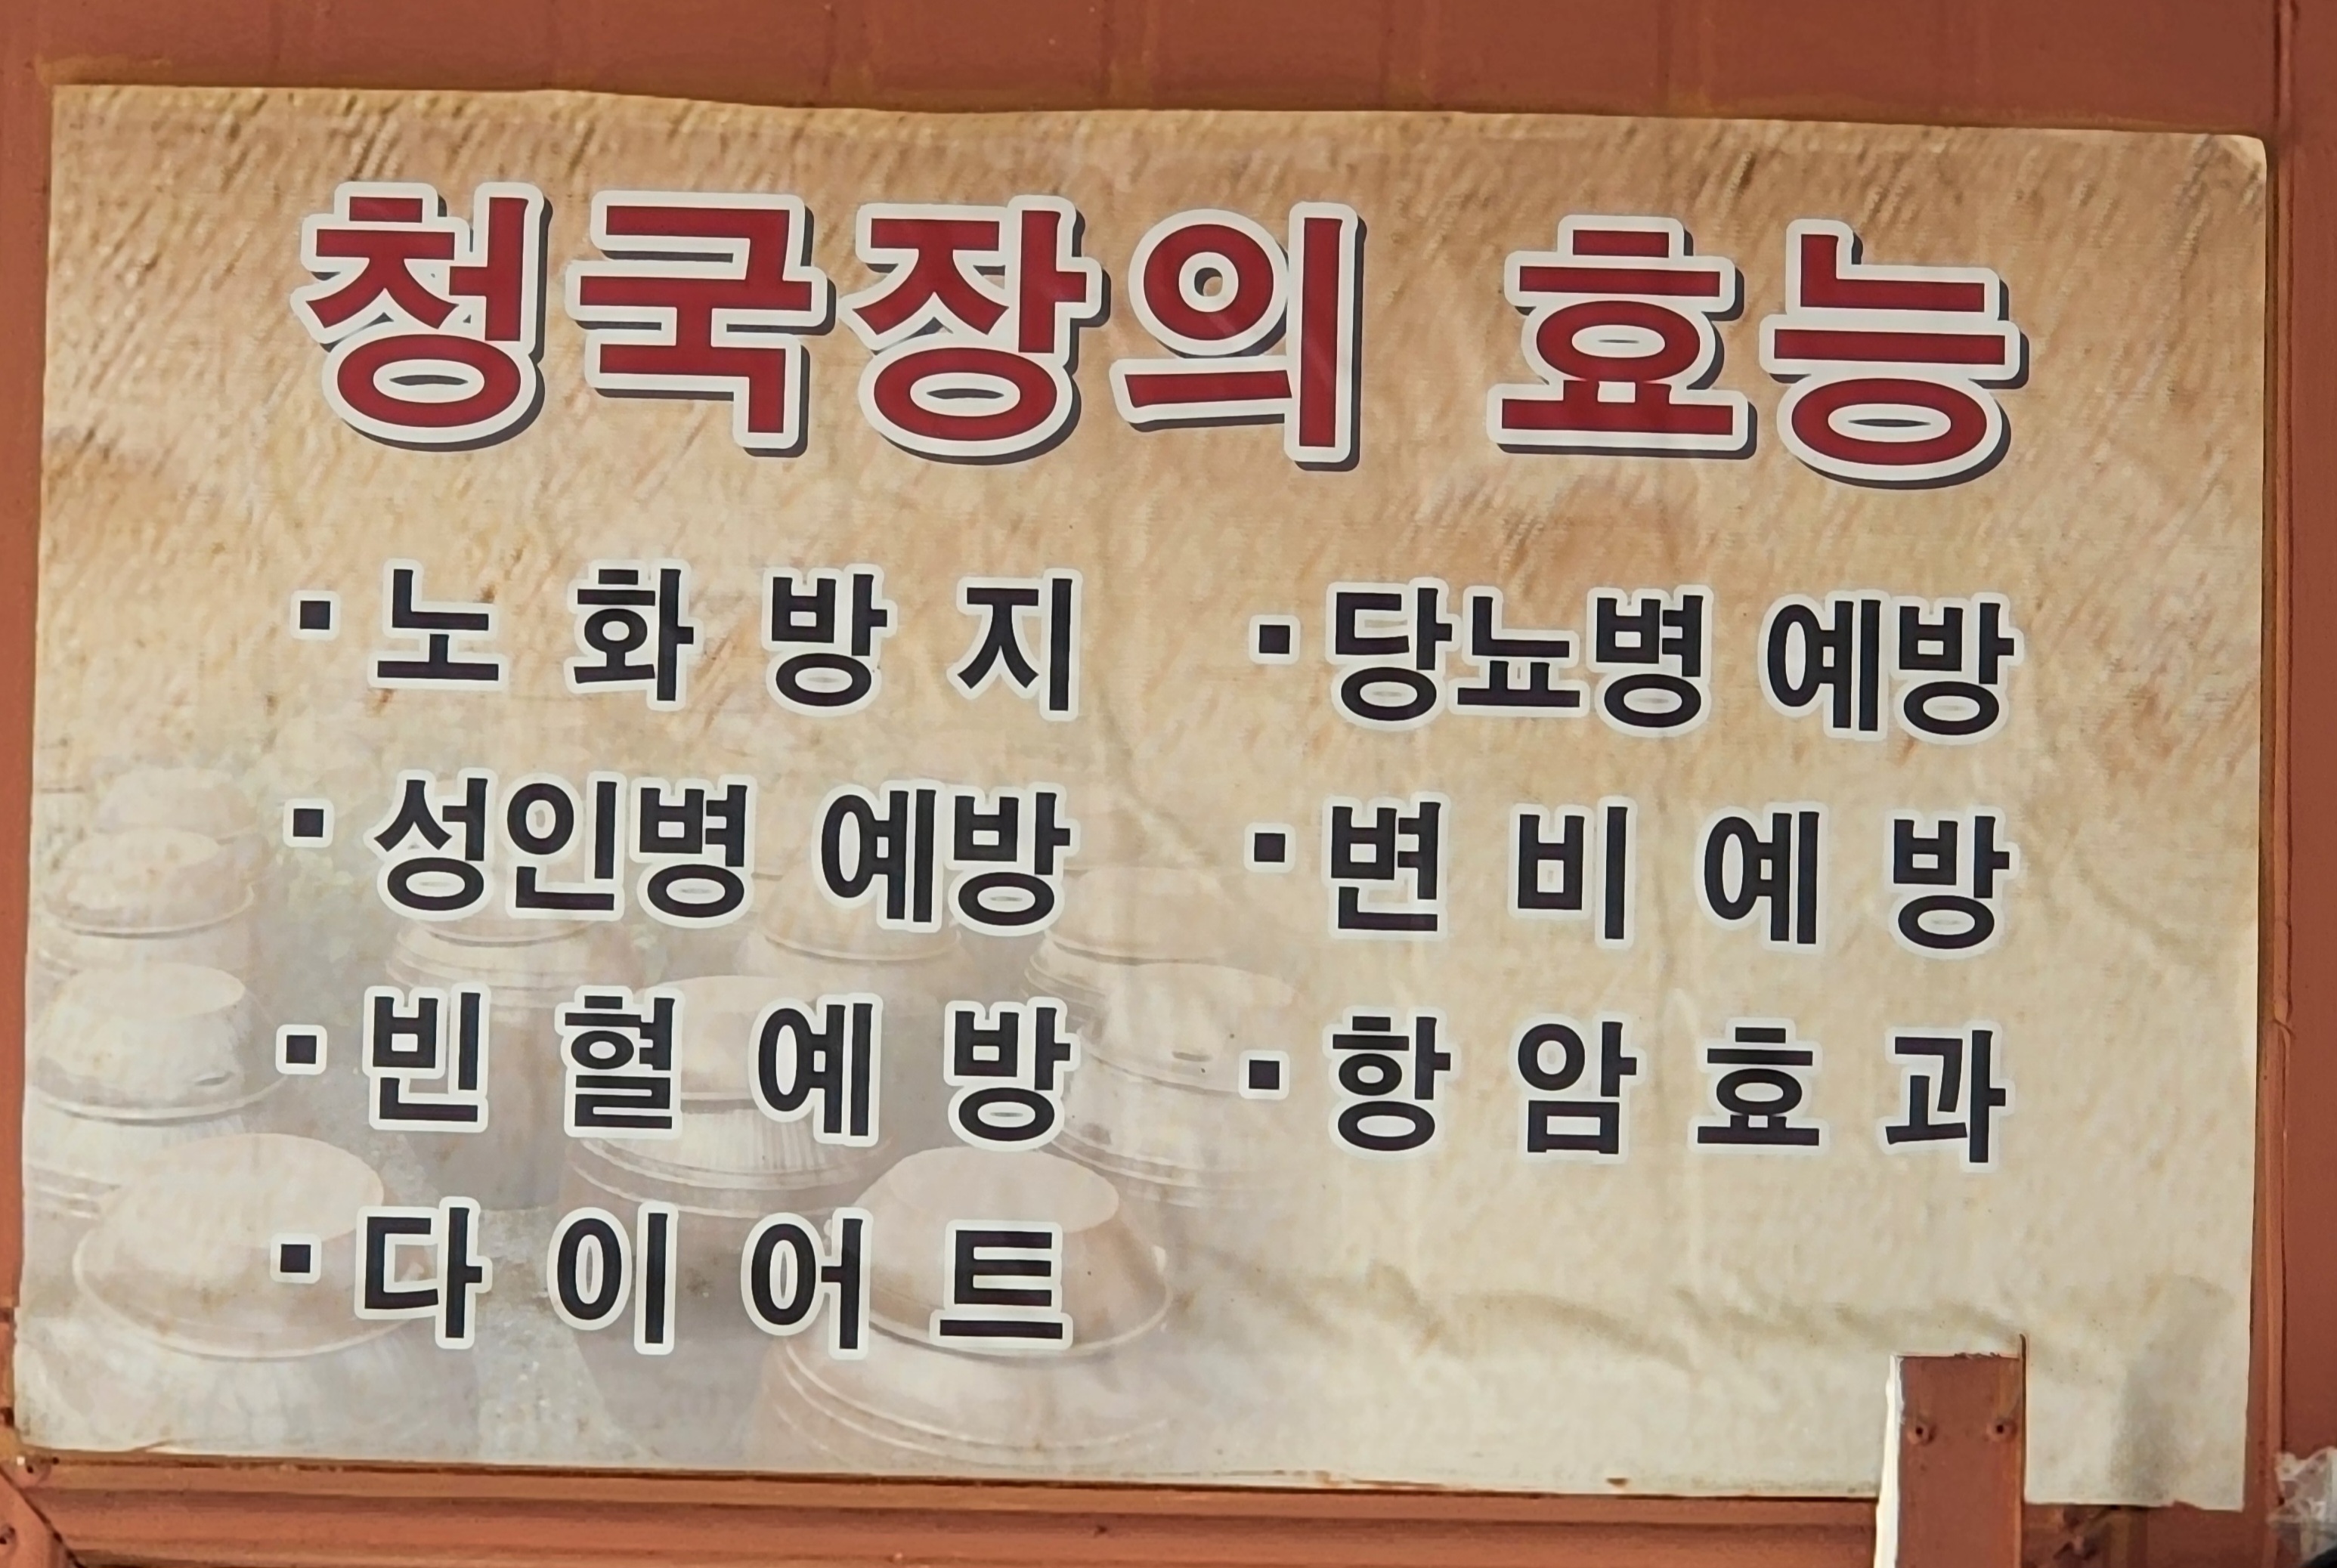 청국장의 효능
· 노화방지
· 당뇨병 예방
· 성인병 예방
· 변비예방
· 빈혈예방
· 항암효과
· 다이어트